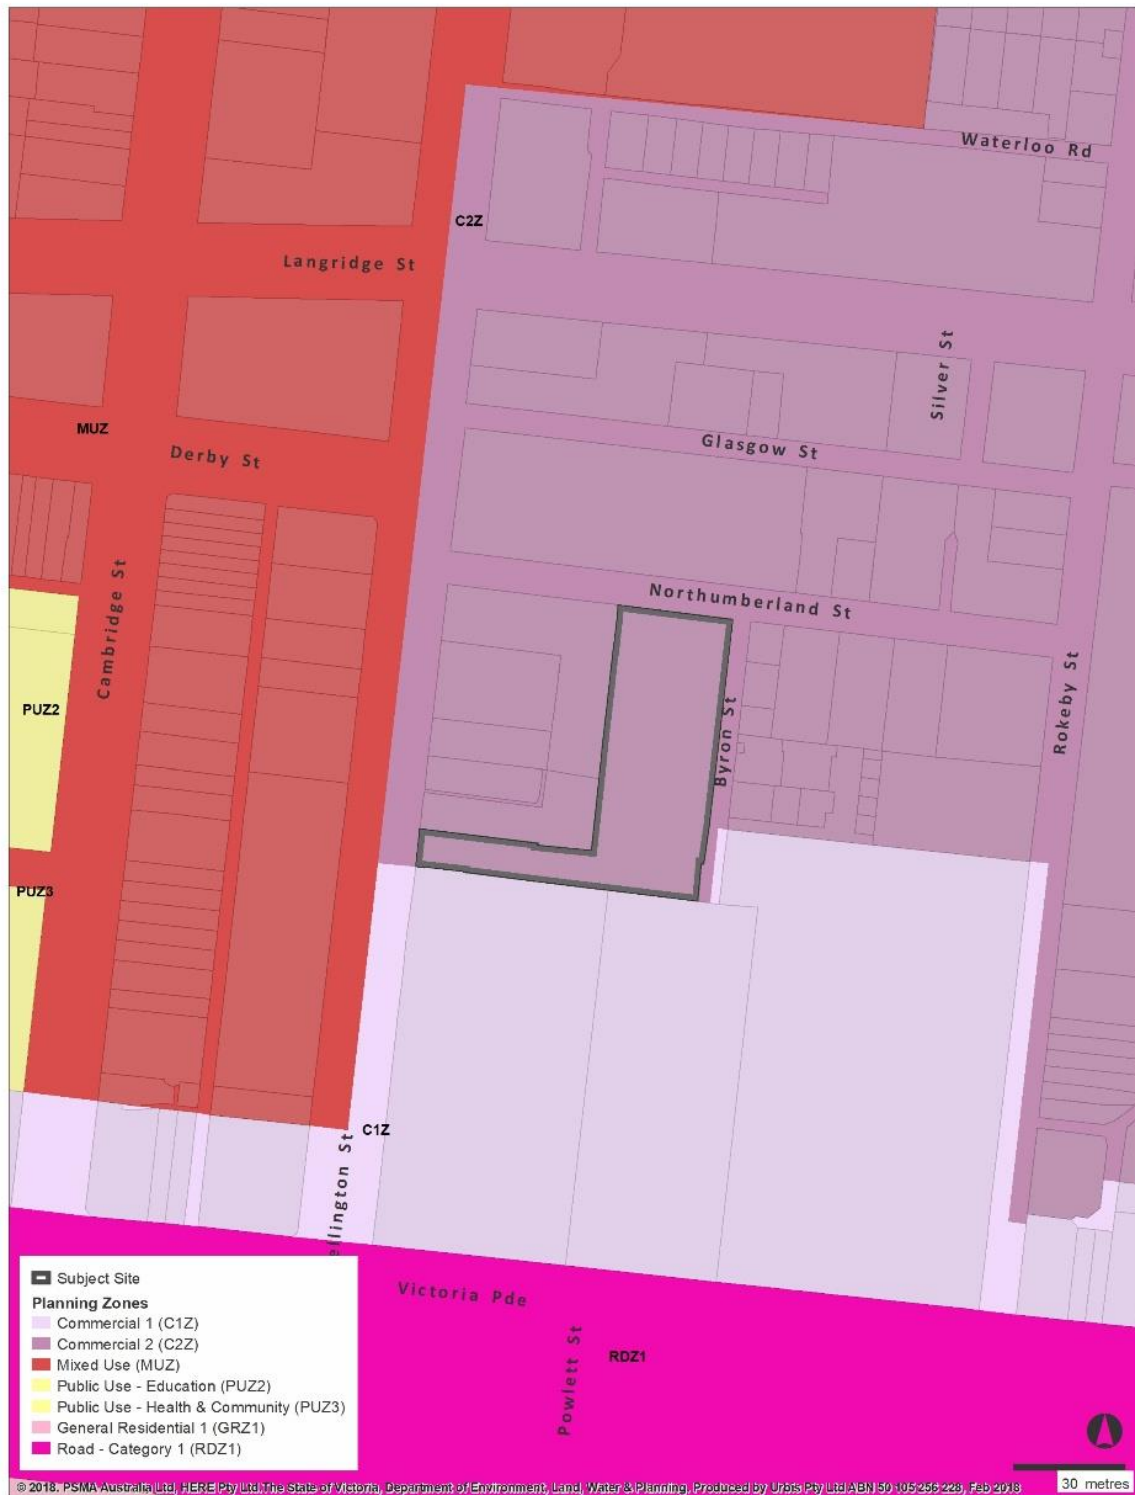 Waterloo Rd
C2Z
Langridge St
Silver St
MUZ
Glasgow St
Derby St
Cambridge St
Northumberland St
Rokeby St
PUZ2
Byron St
PUZ3
C1Z
ellington St
Victoria Pde
Powlett St
RDZ1
Subject Site
Planning Zones
Commercial 1 (C1Z)
Commercial 2 (C2Z)
Mixed Use (MUZ)
Public Use - Education (PUZ2)
Public Use - Health & Community (PUZ3)
General Residential 1 (GRZ1)
Road - Category 1 (RDZ1)
30 metres
© 2018. PSMA Australia Ltd, HERE Pty Ltd.The State of Victoria, Department of Environment, Land, Water & Planning, Produced by Urbis Pty Ltd ABN 50 105 256 228, Feb 2018